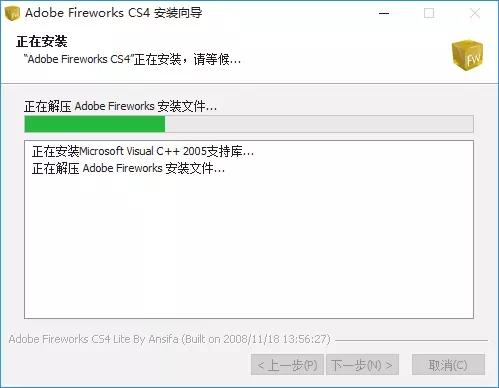 Adobe Fireworks CS4 安装向导
正在安装
“Adobe Fireworks CS4”正在安装，请等候...
FW
正在解压 Adobe Fireworks 安装文件...
正在安装Microsoft Visual C++ 2005支持库...
正在解压 Adobe Fireworks 安装文件...
Adobe Fireworks CS4 Lite By Ansifa (Built on 2008/11/18 13:56:27)
< 上一步(P) 下一步(N) > 取消(C)